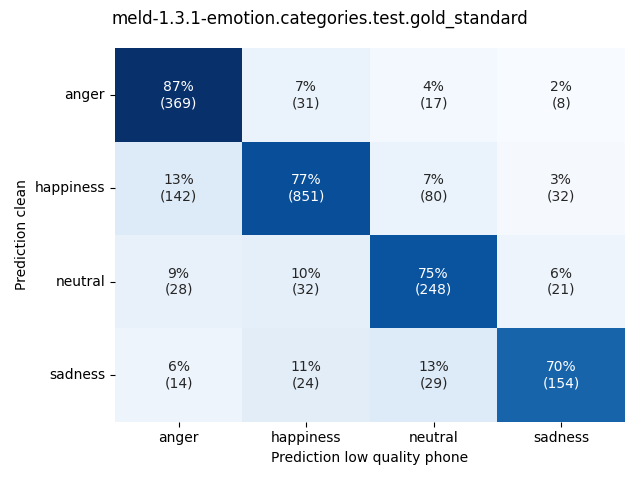 meld-1.3.1-emotion.categories.test.gold_standard
Prediction clean
anger
87%
(369)
7%
(31)
4%
(17)
2%
(8)
happiness
13%
(142)
77%
(851)
7%
(80)
3%
(32)
neutral
9%
(28)
10%
(32)
75%
(248)
6%
(21)
sadness
6%
(14)
11%
(24)
13%
(29)
70%
(154)
anger
happiness
neutral
sadness
Prediction low quality phone